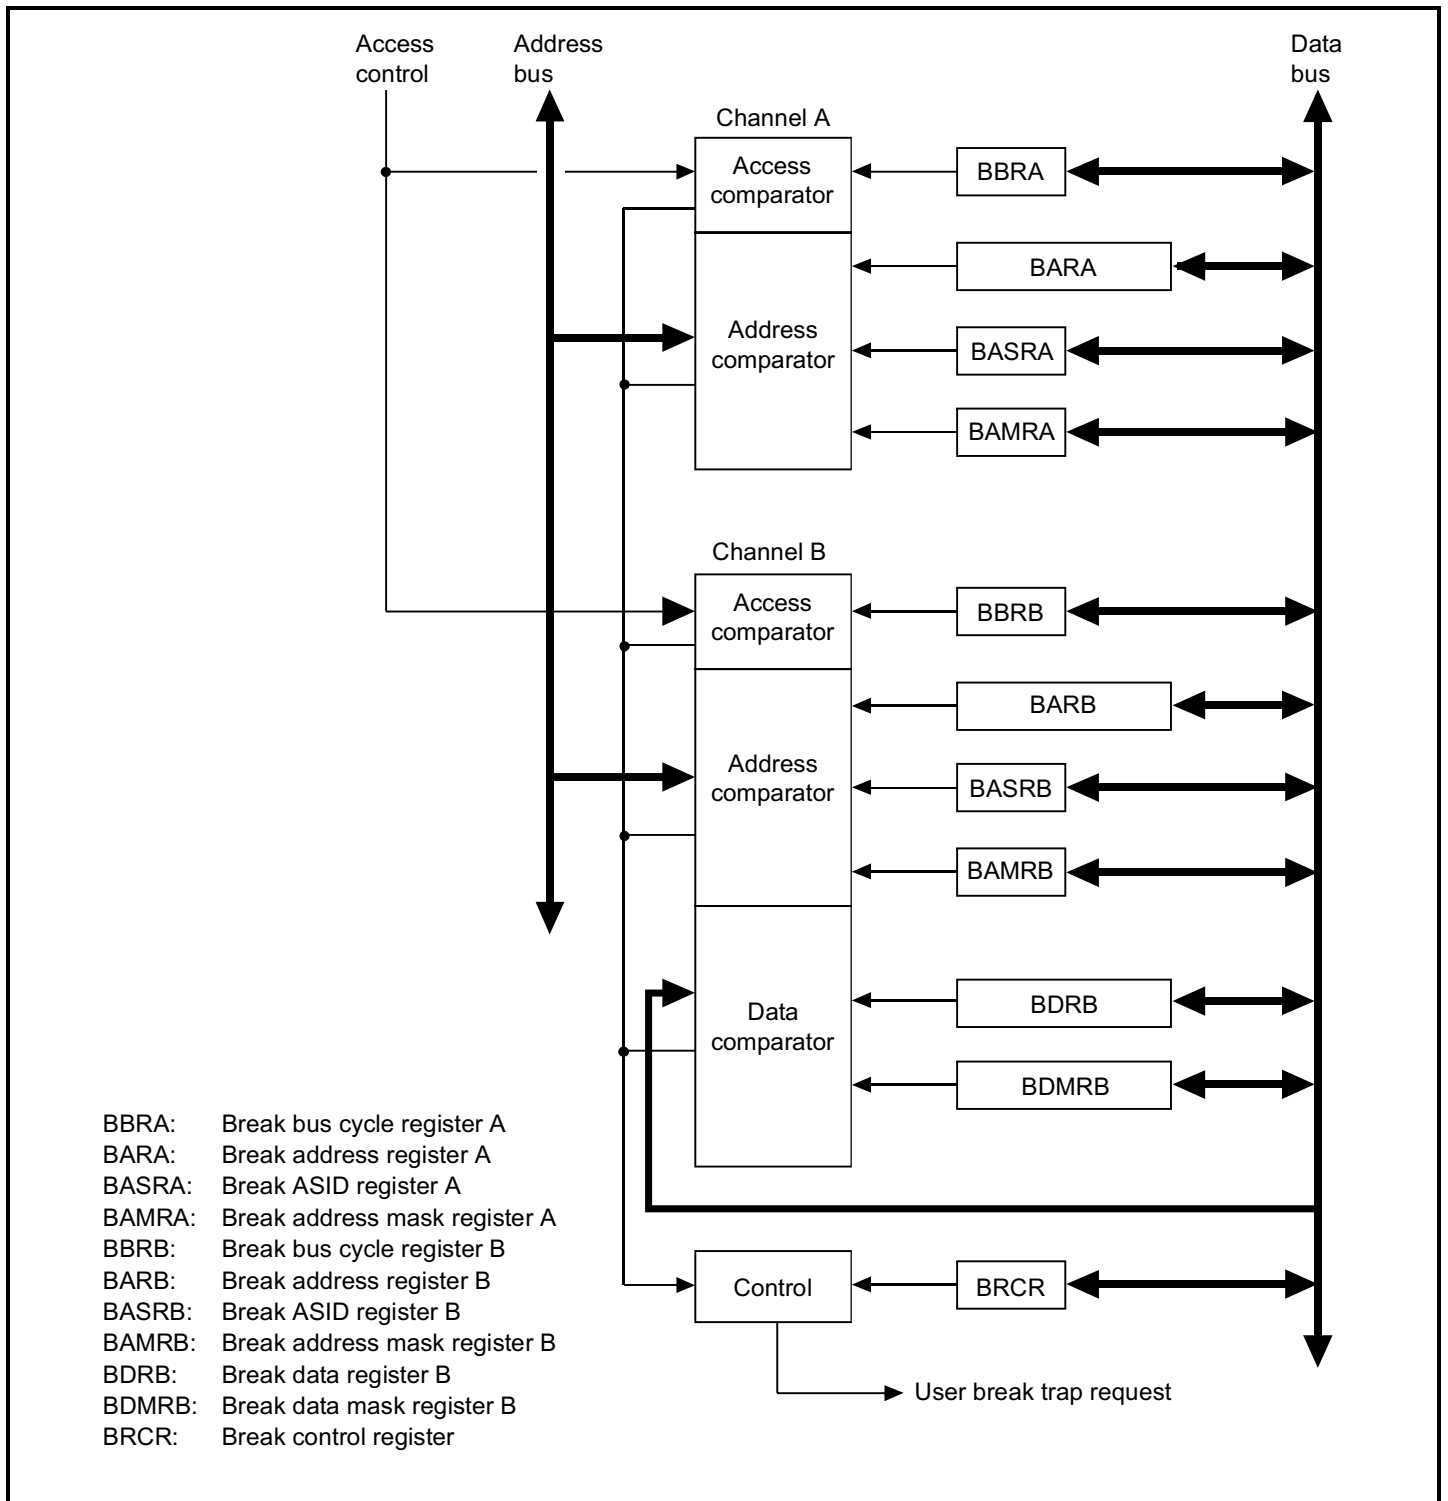 Access
control
Address
bus
Data
bus
Channel A
Access
comparator
BBRA
BARA
Address
comparator
BASRA
BAMRA
Channel B
Access
comparator
BBRB
BARB
Address
comparator
BASRB
BAMRB
Data
comparator
BDRB
BDMRB
Control
BRCR
User break trap request
BBRA: Break bus cycle register A
BARA: Break address register A
BASRA: Break ASID register A
BAMRA: Break address mask register A
BBRB: Break bus cycle register B
BARB: Break address register B
BASRB: Break ASID register B
BAMRB: Break address mask register B
BDRB: Break data register B
BDMRB: Break data mask register B
BRCR: Break control register